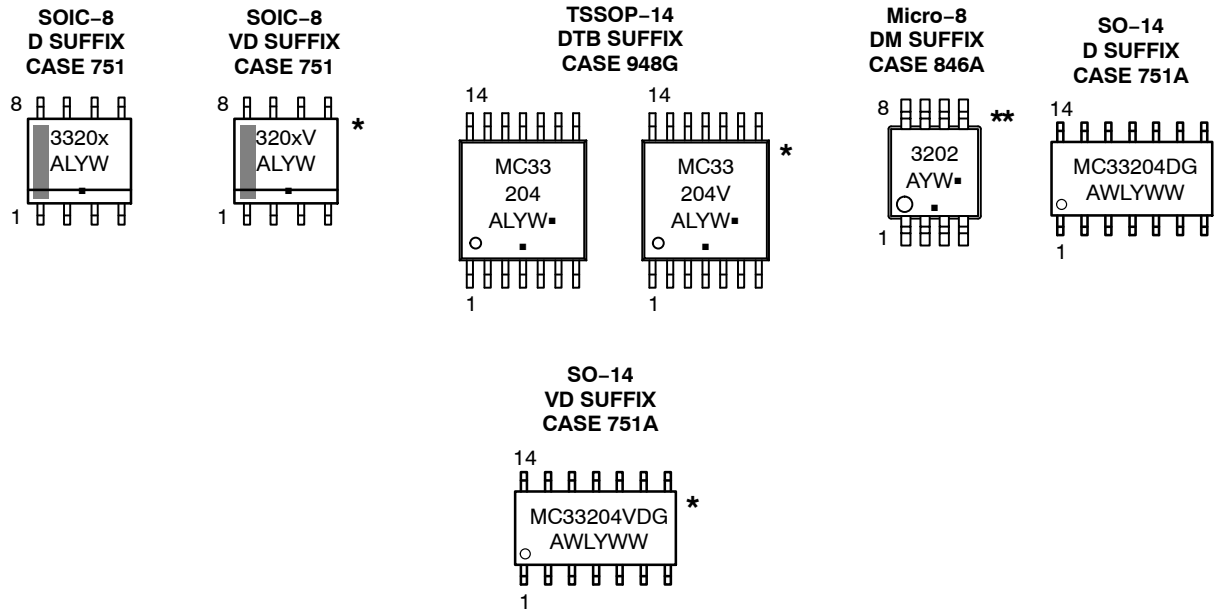 SOIC−8
D SUFFIX
CASE 751
8
3320x
ALYW
1
SOIC−8
VD SUFFIX
CASE 751
8
320xV
ALYW
*
1
TSSOP−14
DTB SUFFIX
CASE 948G
14
MC33
204
ALYW▪
▪
1
14
MC33
204V
ALYW▪
▪
*
1
Micro−8
DM SUFFIX
CASE 846A
8
3202
AYW▪
▪
**
1
SO−14
D SUFFIX
CASE 751A
14
MC33204DG
AWLYWW
1
SO−14
VD SUFFIX
CASE 751A
14
MC33204VDG
AWLYWW
*
1